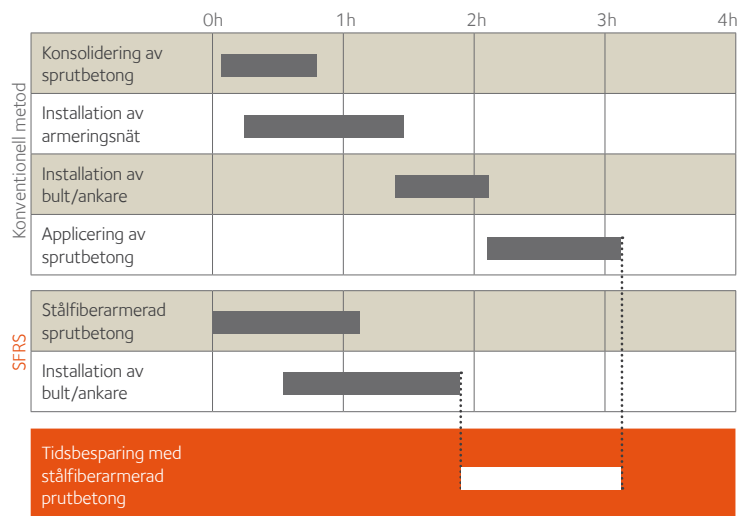 0h 1h 2h 3h 4h
Konventionell metod
Konsolidering av
sprutbetong
Installation av
armeringsnät
Installation av
bult/ankare
Applicering av
sprutbetong
SFRS
Stålfiberarmerad
sprutbetong
Installation av
bult/ankare
Tidsbesparing med
stålfiberarmerad
prutbetong